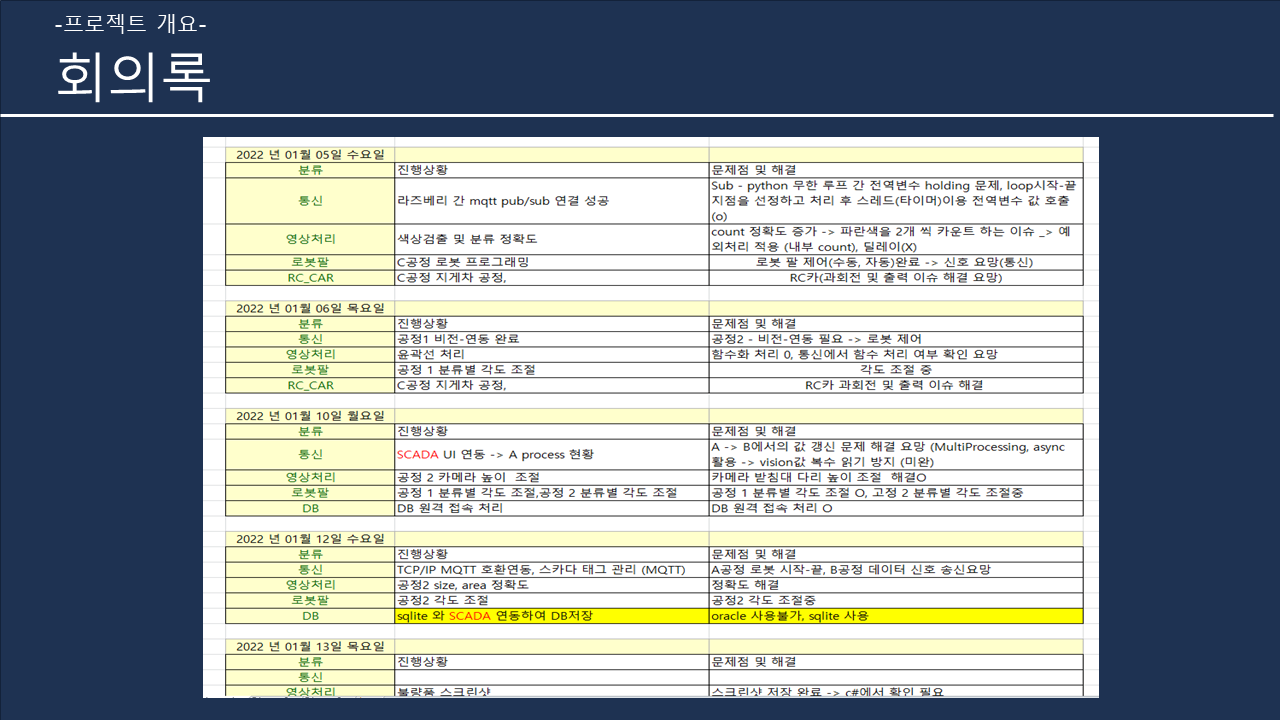 -프로젝트 개요-
회의록
2022 년 01월 05일 수요일
분류 진행상황 문제점 및 해결
통신 라즈베리 간 mqtt pub/sub 연결 성공 Sub - python 무한 루프 간 전역변수 holding 문제, loop시작-끝
지점을 선정하고 처리 후 스레드(타이머)이용 전역변수 값 호출
(o)
영상처리 색상검출 및 분류 정확도 count 정확도 증가 -> 파란색을 2개 씩 카운트 하는 이슈 _> 예
외처리 적용 (내부 count), 딜레이(X)
로봇팔 C공정 로봇 프로그래밍 로봇 팔 제어(수동, 자동)완료 -> 신호 요망(통신)
RC_CAR C공정 지게차 공정, RC카(과회전 및 출력 이슈 해결 요망)
2022 년 01월 06일 목요일
분류 진행상황 문제점 및 해결
통신 공정1 비전-연동 완료 공정2 - 비전-연동 필요 -> 로봇 제어
영상처리 윤곽선 처리 함수화 처리 0, 통신에서 함수 처리 여부 확인 요망
로봇팔 공정 1 분류별 각도 조절 각도 조절 중
RC_CAR C공정 지게차 공정, RC카 과회전 및 출력 이슈 해결
2022 년 01월 10일 월요일
분류 진행상황 문제점 및 해결
통신 SCADA UI 연동 -> A process 현황 A -> B에서의 값 갱신 문제 해결 요망 (MultiProcessing, async
활용 -> vision값 복수 읽기 방지 (미완)
영상처리 공정 2 카메라 높이 조절 카메라 받침대 다리 높이 조절 해결O
로봇팔 공정 1 분류별 각도 조절,공정 2 분류별 각도 조절 공정 1 분류별 각도 조절 O, 고정 2 분류별 각도 조절중
DB DB 원격 접속 처리 DB 원격 접속 처리 O
2022 년 01월 12일 수요일
분류 진행상황 문제점 및 해결
통신 TCP/IP MQTT 호환연동, 스카다 태그 관리 (MQTT) A공정 로봇 시작-끝, B공정 데이터 신호 송신요망
영상처리 공정2 size, area 정확도 정확도 해결
로봇팔 공정2 각도 조절 공정2 각도 조절중
DB sqlite 와 SCADA 연동하여 DB저장 oracle 사용불가, sqlite 사용
2022 년 01월 13일 목요일
분류 진행상황 문제점 및 해결
통신
영상처리 불량품 스크린샷 스크린샷 저장 완료 -> c#에서 확인 필요